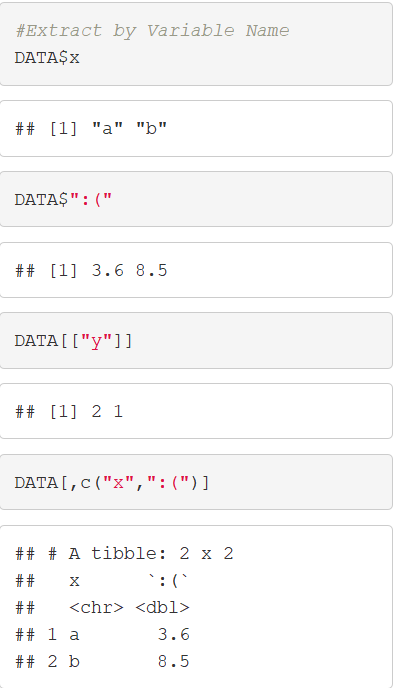 #Extract by Variable Name
DATA$x
## [1] "a" "b"
DATA$":("
## [1] 3.6 8.5
DATA[["y"]]
## [1] 2 1
DATA[,c("x",":(")]
## # A tibble: 2 x 2
##   x      `:(`
##   <chr> <dbl>
## 1 a       3.6
## 2 b       8.5